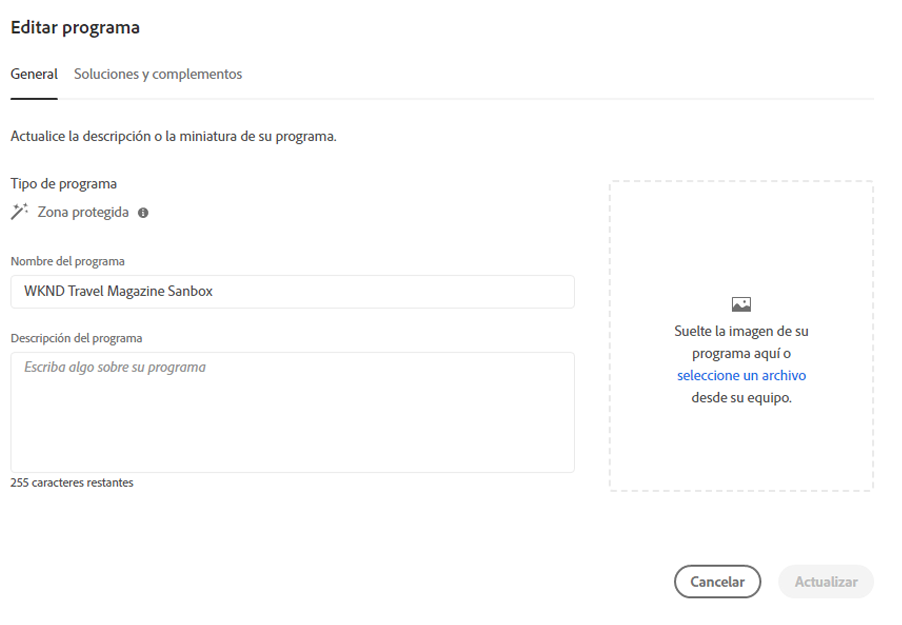 Editar programa
General Soluciones y complementos
Actualice la descripción o la miniatura de su programa.
Tipo de programa
Zona protegida
Nombre del programa
WKND Travel Magazine Sanbox
Descripción del programa
Escriba algo sobre su programa
255 caracteres restantes
Suelte la imagen de su
programa aquí o
seleccione un archivo
desde su equipo.
Cancelar Actualizar